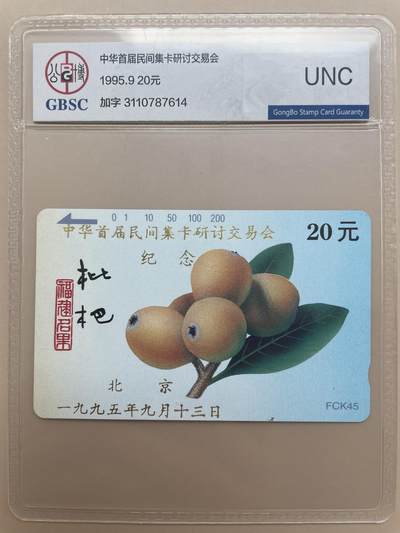 公博
GBSC
中华首届民间集卡研讨交易会
1995.9 20元
加字 3110787614
UNC
GongBo Stamp Card Guaranty
0 1 10 50 100 200
中华首届民间集卡研讨交易会
20 元
纪念
枇杷
福建名果
北京
一九九五年九月十三日
FCK45